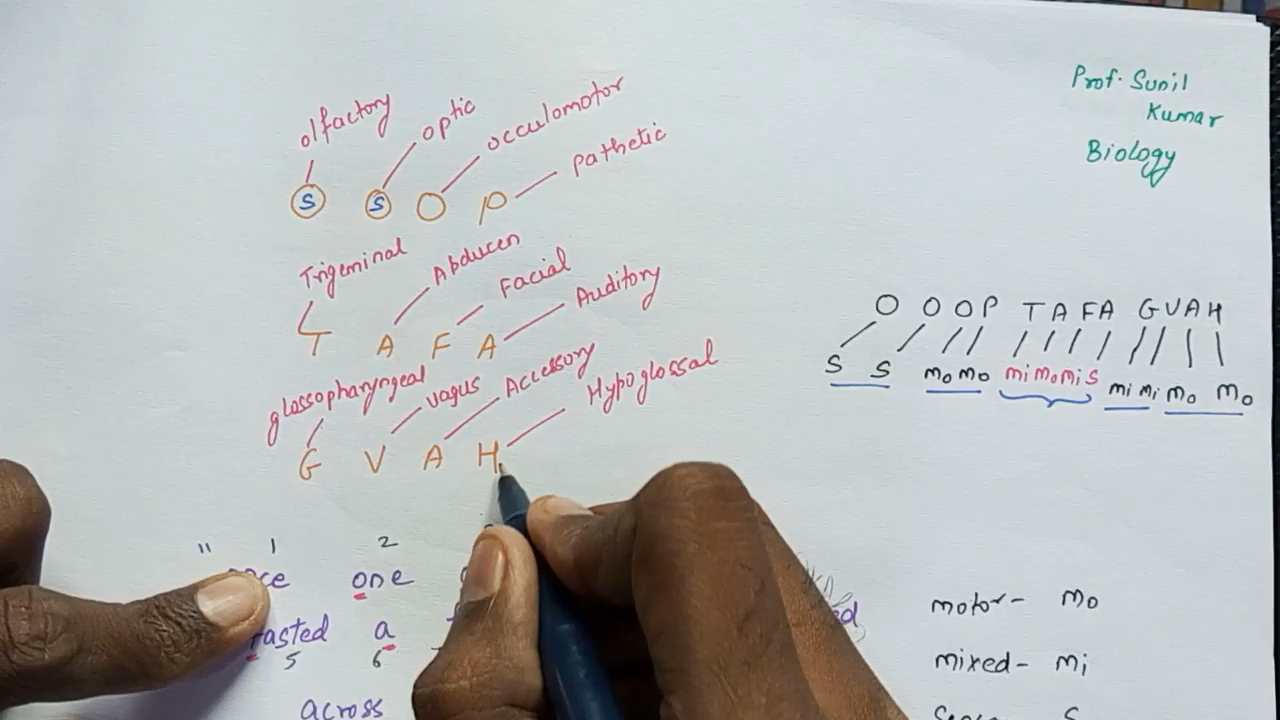 Prof. Sunil
Kumar
Biology
olfactory optic occulomotor pathetic
S S O P
Trigeminal Abducen Facial Auditory
T A F A
glossopharyngeal vagus Accessory Hypoglossal
G V A H
O O O P T A F A G V A H
S S Mo Mo mi Mo mi S mi mi Mo Mo
" 1 2
one
tasted a
5 6
across
motor - Mo
mixed - Mi